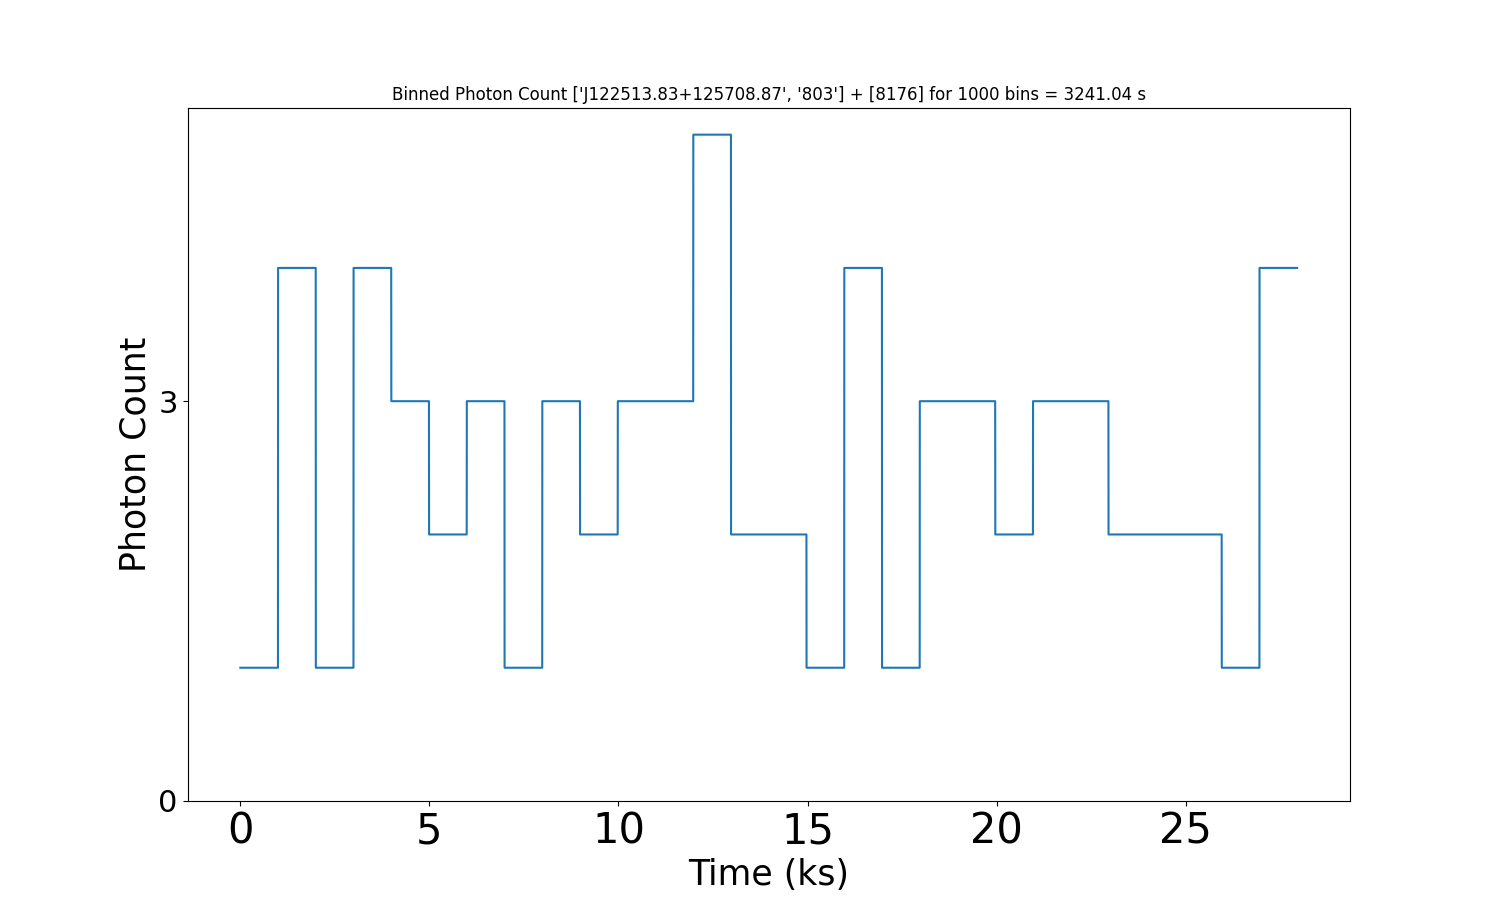 Binned Photon Count ['J122513.83+125708.87', '803'] + [8176] for 1000 bins = 3241.04 s
Photon Count
3
0
0 5 10 15 20 25
Time (ks)